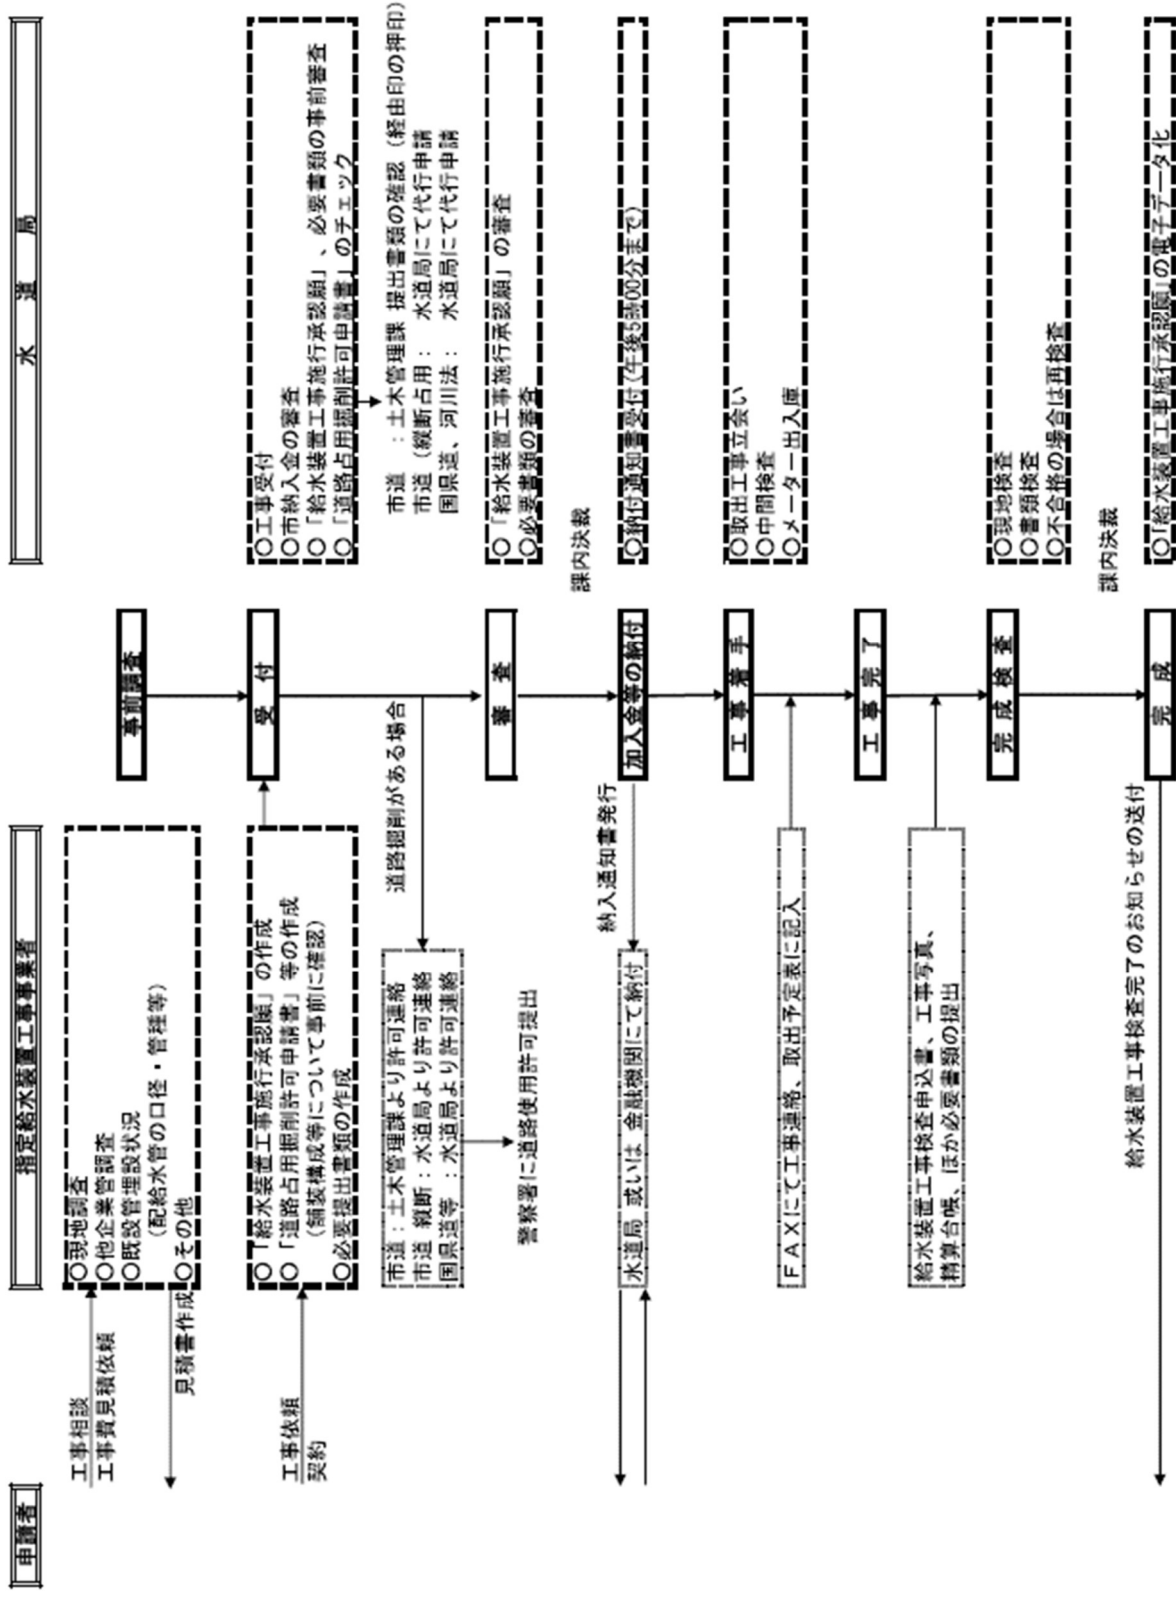 申請者
指定給水装置工事事業者
水道局
工事相談
工事費見積依頼
見積書作成
〇現地調査
〇他企業管調査
〇既設管埋設状況
（配給水管の口径・管種等）
〇その他
事前調査
工事依頼
契約
〇「給水装置工事施行承認願」の作成
〇「道路占用掘削許可申請書」等の作成
（舗装構成等について事前に確認）
〇必要提出書類の作成
受付
〇工事受付
〇市納入金の審査
〇「給水装置工事施行承認願」、必要書類の事前審査
〇「道路占用掘削許可申請書」のチェック
道路掘削がある場合
市道：土木管理課より許可連絡
市道 縦断：水道局より許可連絡
国県道等：水道局より許可連絡
警察署に道路使用許可提出
市道　：土木管理課 提出書類の確認（経由印の押印）
市道（縦断占用：　水道局にて代行申請
国県道、河川法：　水道局にて代行申請
審査
〇「給水装置工事施行承認願」の審査
〇必要書類の審査
課内決裁
納入通知書発行
水道局 或いは 金融機関にて納付
加入金等の納付
〇納付通知書受付(午後5時00分まで)
工事着手
〇取出工事立会い
〇中間検査
〇メーター出入庫
ＦＡＸにて工事連絡、取出予定表に記入
工事完了
給水装置工事検査申込書、工事写真、
精算台帳、ほか必要書類の提出
完成検査
〇現地検査
〇書類検査
〇不合格の場合は再検査
課内決裁
給水装置工事検査完了のお知らせの送付
完成
〇「給水装置工事施行承認願」の電子データ化